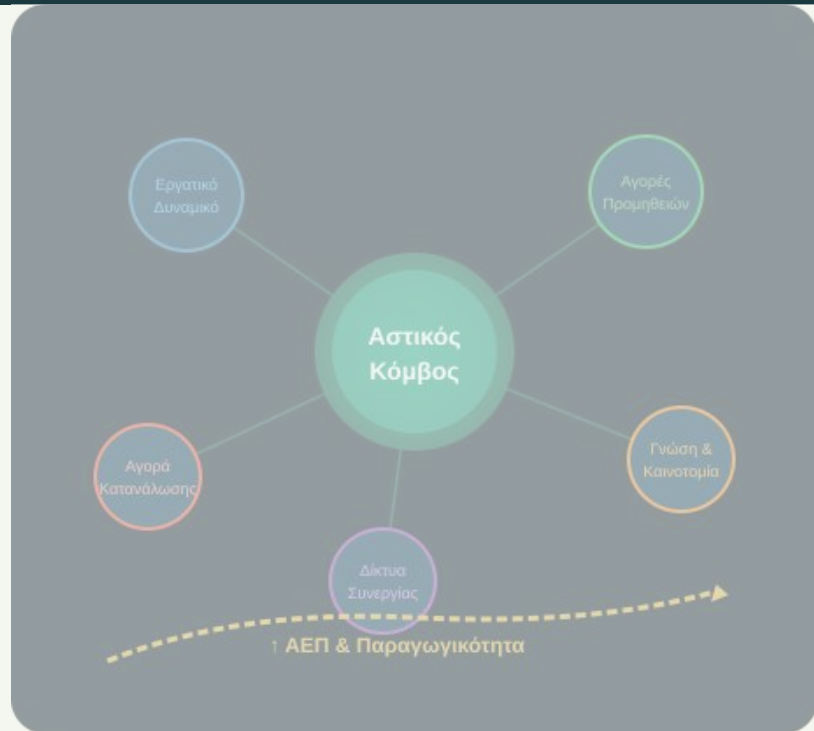 Εργατικό
Δυναμικό
Αγορές
Προμηθειών
Αστικός
Κόμβος
Αγορά
Κατανάλωσης
Γνώση &
Καινοτομία
Δίκτυα
Συνεργίας
↑ ΑΕΠ & Παραγωγικότητα